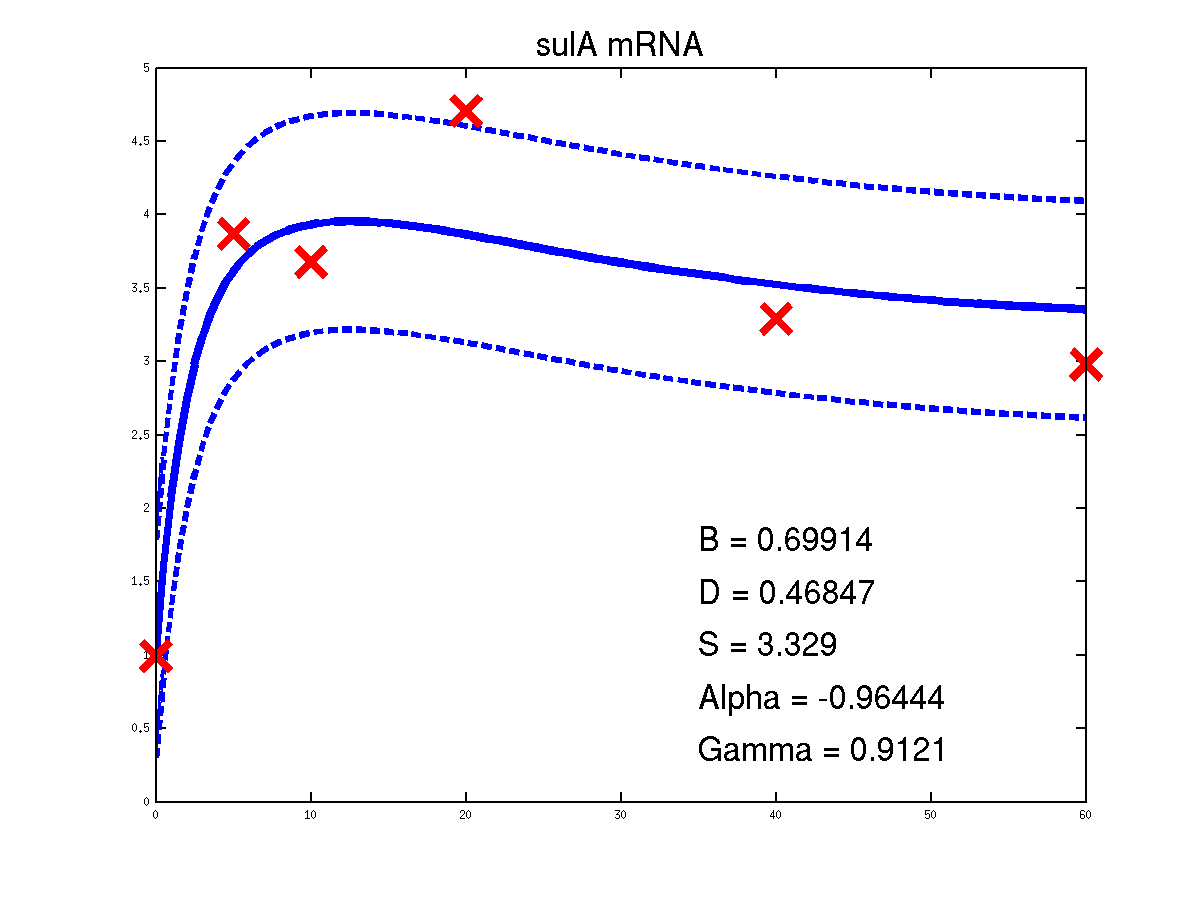 sulA mRNA
5
4.5
4
3.5
3
2.5
2
1.5
1
0.5
0
0 10 20 30 40 50 60
B = 0.69914
D = 0.46847
S = 3.329
Alpha = -0.96444
Gamma = 0.9121